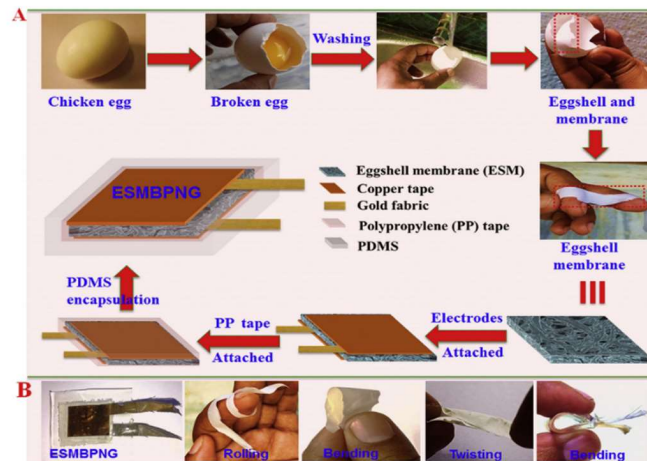 A
Washing
Chicken egg
Broken egg
Eggshell and
membrane
ESMBPNG
Eggshell membrane (ESM)
Copper tape
Gold fabric
Polypropylene (PP) tape
PDMS
Eggshell
membrane
PDMS
encapsulation
PP tape
Attached
Electrodes
Attached
B
ESMBPNG
Rolling
Bending
Twisting
Bending